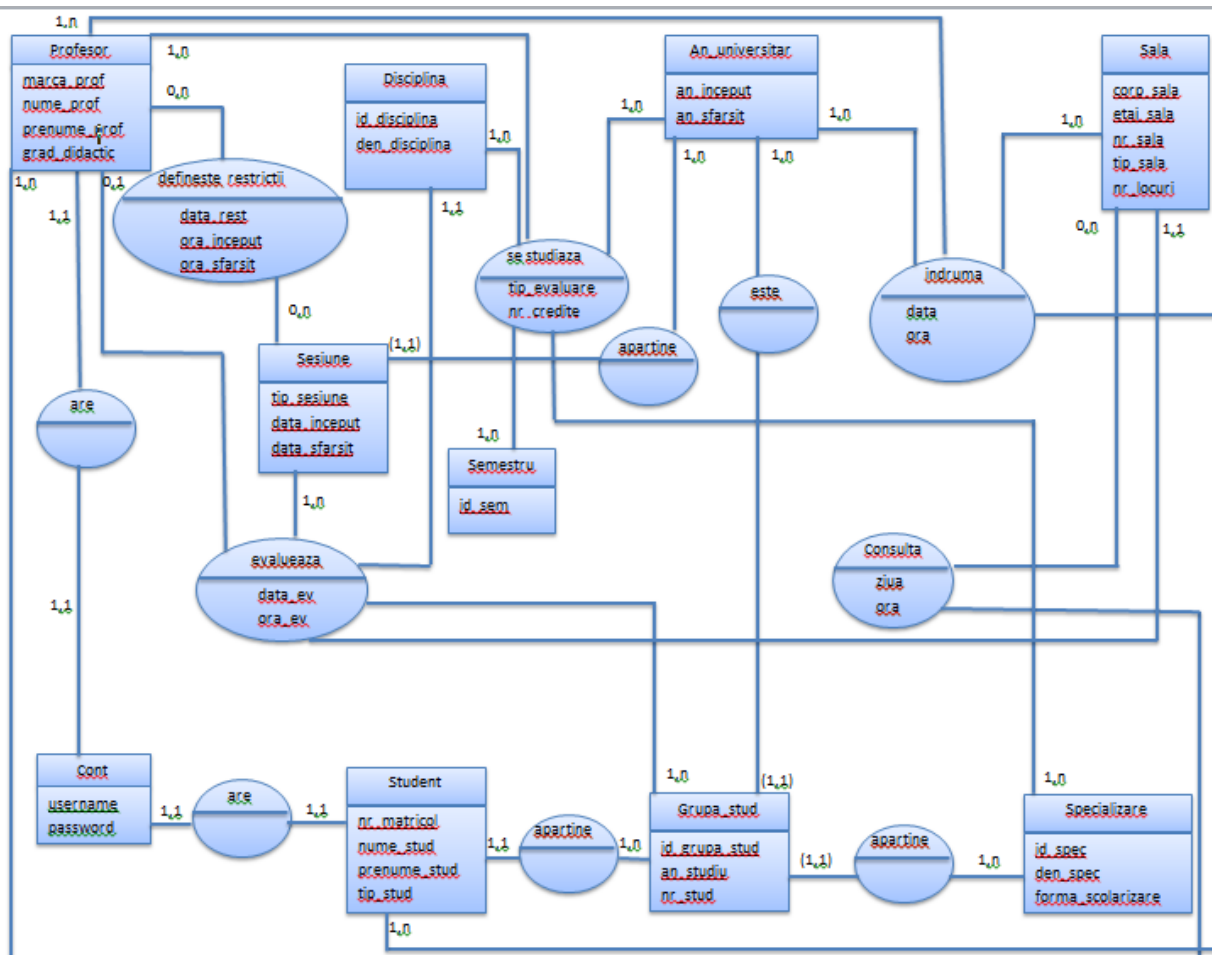 1,n
Profesor
marca_prof
nume_prof
prenume_prof
grad_didactic
1,n
0,n
1,n
1,1
0,1
Disciplina
id_disciplina
den_disciplina
1,n
1,1
An_universitar
an_inceput
an_sfarsit
1,n
1,n
1,n
1,n
Sala
corp_sala
etaj_sala
nr_sala
tip_sala
nr_locuri
1,n
0,n
1,1
defineste restrictii
data_rest
ora_inceput
ora_sfarsit
0,n
se studiaza
tip_evaluare
nr_credite
este
indruma
data
ora
Sesiune
tip_sesiune
data_inceput
data_sfarsit
(1,1)
1,n
apartine
are
1,n
Semestru
id_sem
evalueaza
data_ev
ora_ev
Consulta
ziua
ora
1,1
Cont
username
password
1,1
are
1,1
Student
nr_matricol
nume_stud
prenume_stud
tip_stud
1,1
1,n
apartine
1,n
1,n
(1,1)
Grupa_stud
id_grupa_stud
an_studiu
nr_stud
(1,1)
apartine
1,n
1,n
Specializare
id_spec
den_spec
forma_scolarizare